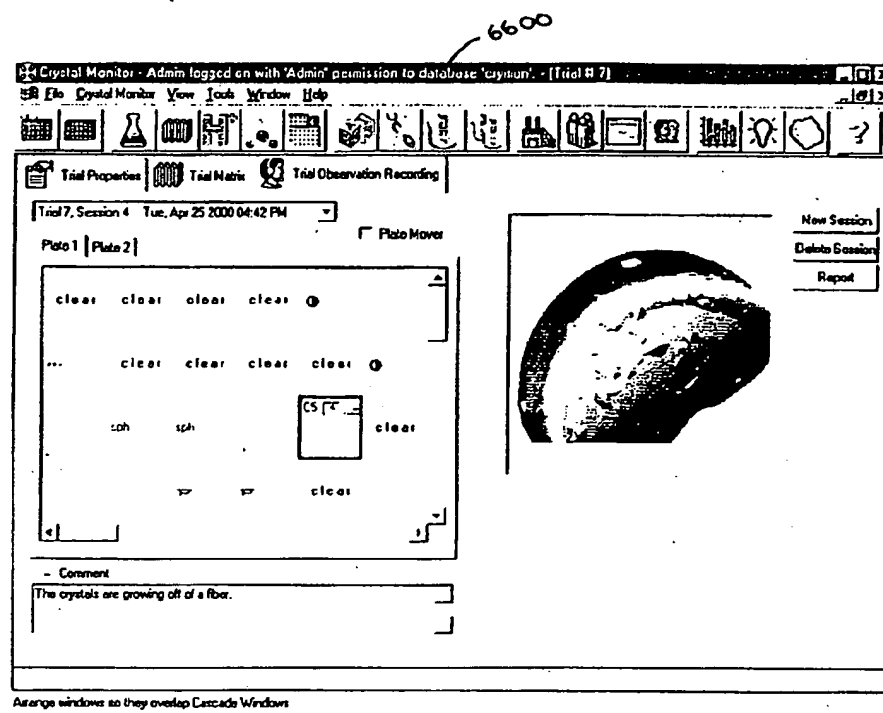 6600
Crystal Monitor - Admin logged on with 'Admin' permission to database 'crymon'. - [Trial # 7]
File Crystal Monitor View Tools Window Help
Trial Properties Trial Matrix Trial Observation Recording
Trial 7, Session 4 Tue, Apr 25 2000 04:42 PM
Plate Mover
New Session
Delete Session
Report
Plate 1 Plate 2
clear clear clear clear
... clear clear clear clear
sph sph CS clear
clear
- Comment
The crystals are growing off of a fiber.
Arrange windows so they overlap Cascade Windows